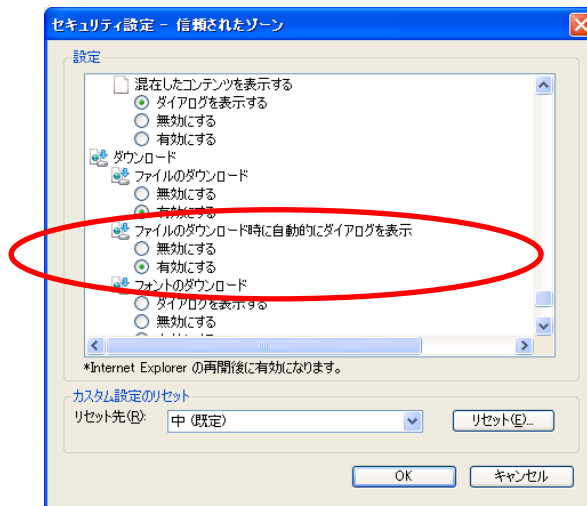 セキュリティ設定 - 信頼されたゾーン
設定
混在したコンテンツを表示する
ダイアログを表示する
無効にする
有効にする
ダウンロード
ファイルのダウンロード
無効にする
有効にする
ファイルのダウンロード時に自動的にダイアログを表示
無効にする
有効にする
フォントのダウンロード
ダイアログを表示する
無効にする
*Internet Explorer の再開後に有効になります。
カスタム設定のリセット
リセット先(R): 中 (既定) リセット(E)...
OK キャンセル